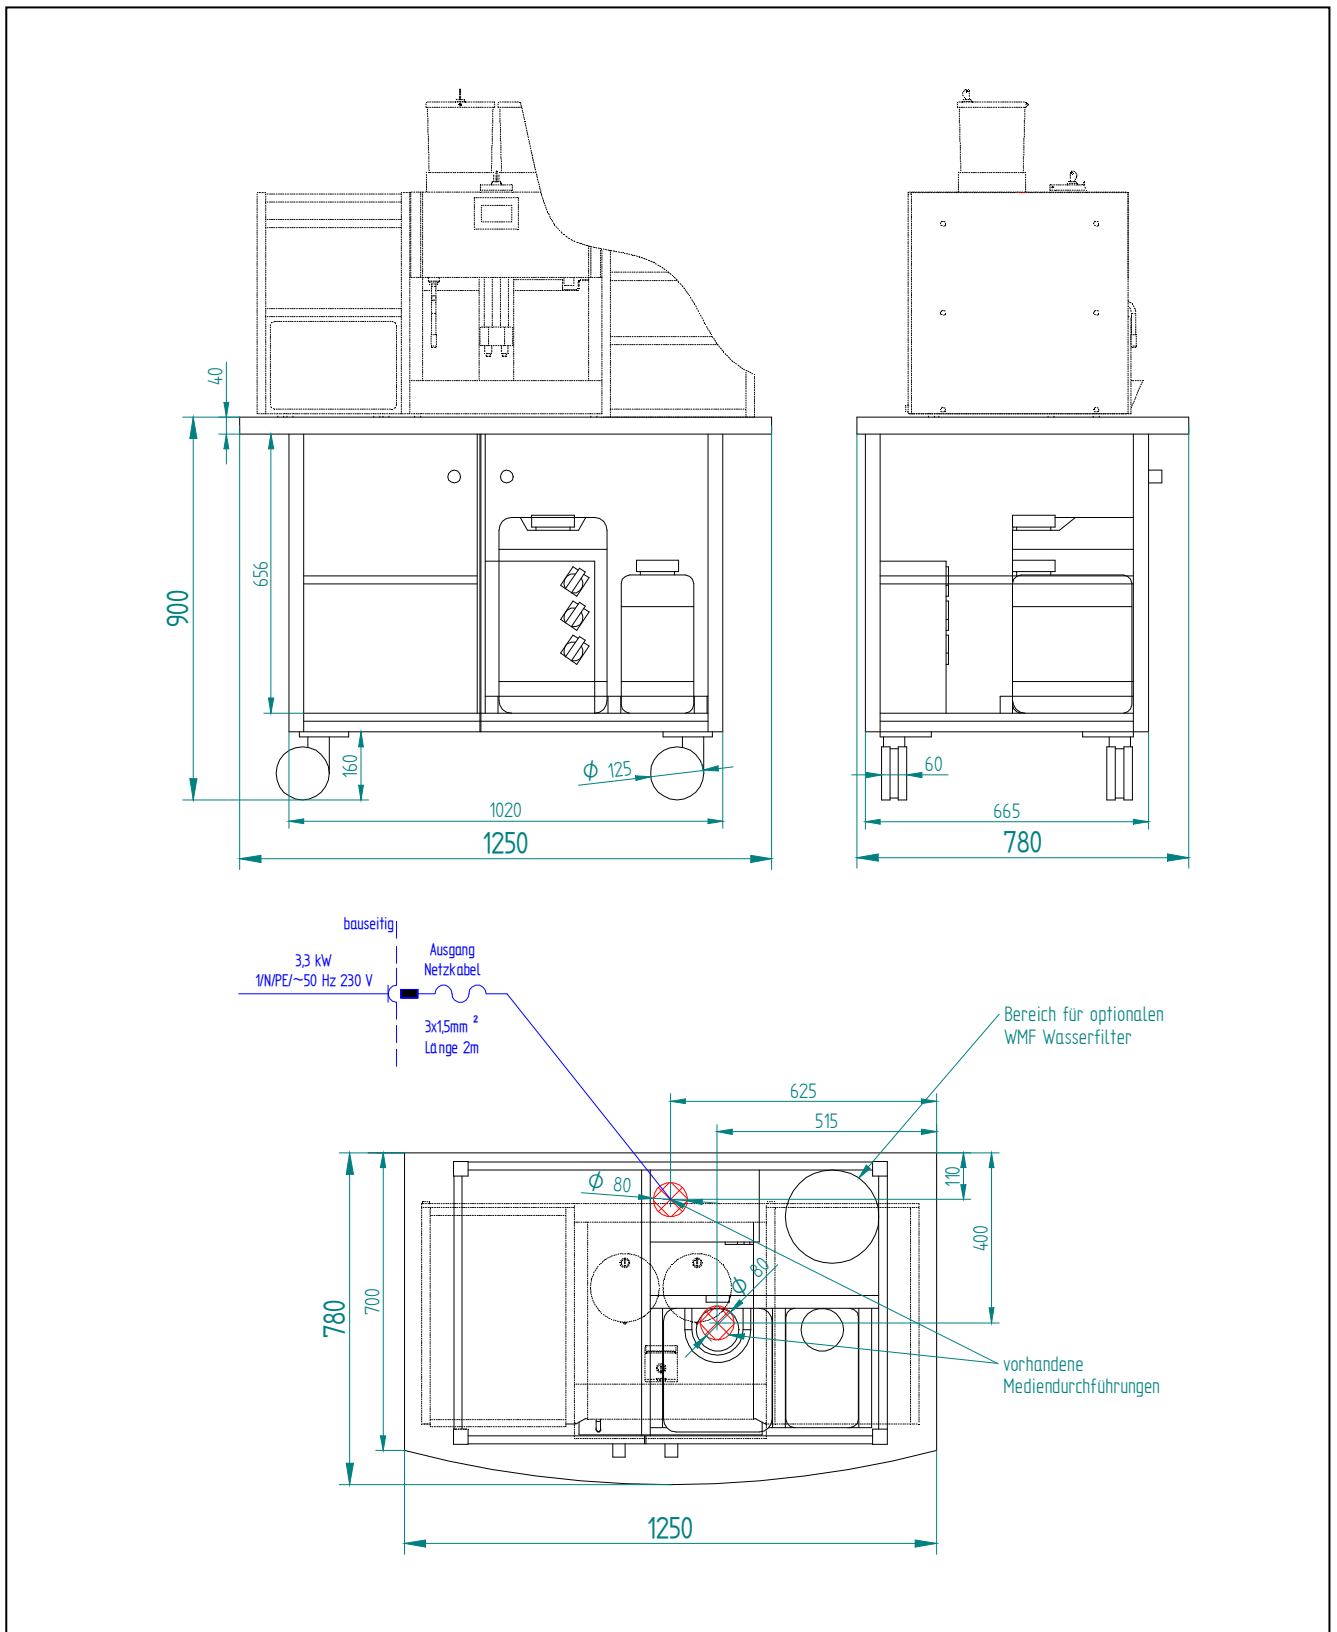 40
900
656
160
Φ 125
1020
1250
60
665
780
bauseitig
3,3 kW
1/N/PE/~50 Hz 230 V
Ausgang
Netzkabel
3x1,5mm ²
Länge 2m
Bereich für optionalen
WMF Wasserfilter
625
515
110
Φ 80
400
Φ 80
780
700
vorhandene
Mediendurchführungen
1250